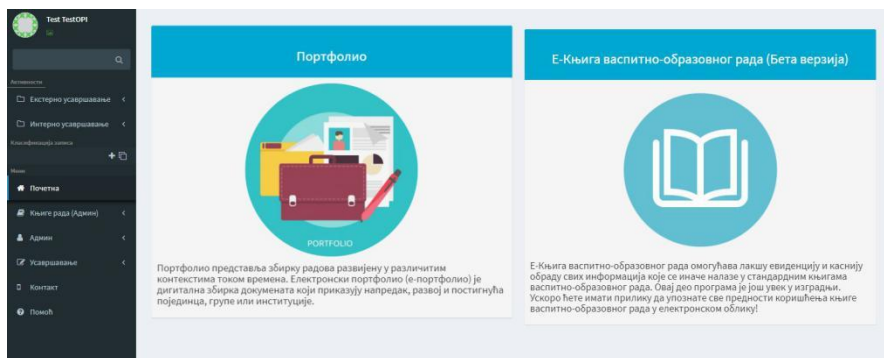 Test TestOPI
Активности
Екстерно усавршавање
Интерно усавршавање
Класификација записа
Мени
Почетна
Књиге рада (Админ)
Админ
Усавршавање
Контакт
Помоћ
Портфолио
PORTFOLIO
Портфолио представља збирку радова развијену у различитим
контекстима током времена. Електронски портфолио (е-портфолио) је
дигитална збирка докумената који приказују напредак, развој и постигнућа
појединца, групе или институције.
Е-Књига васпитно-образовног рада (Бета верзија)
Е-Књига васпитно-образовног рада омогућава лакшу евиденцију и каснију
обраду свих информација које се иначе налазе у стандардним књигама
васпитно-образовног рада. Овај део програма је још увек у изградњи.
Ускоро ћете имати прилику да упознате све предности коришћења књиге
васпитно-образовног рада у електронском облику!